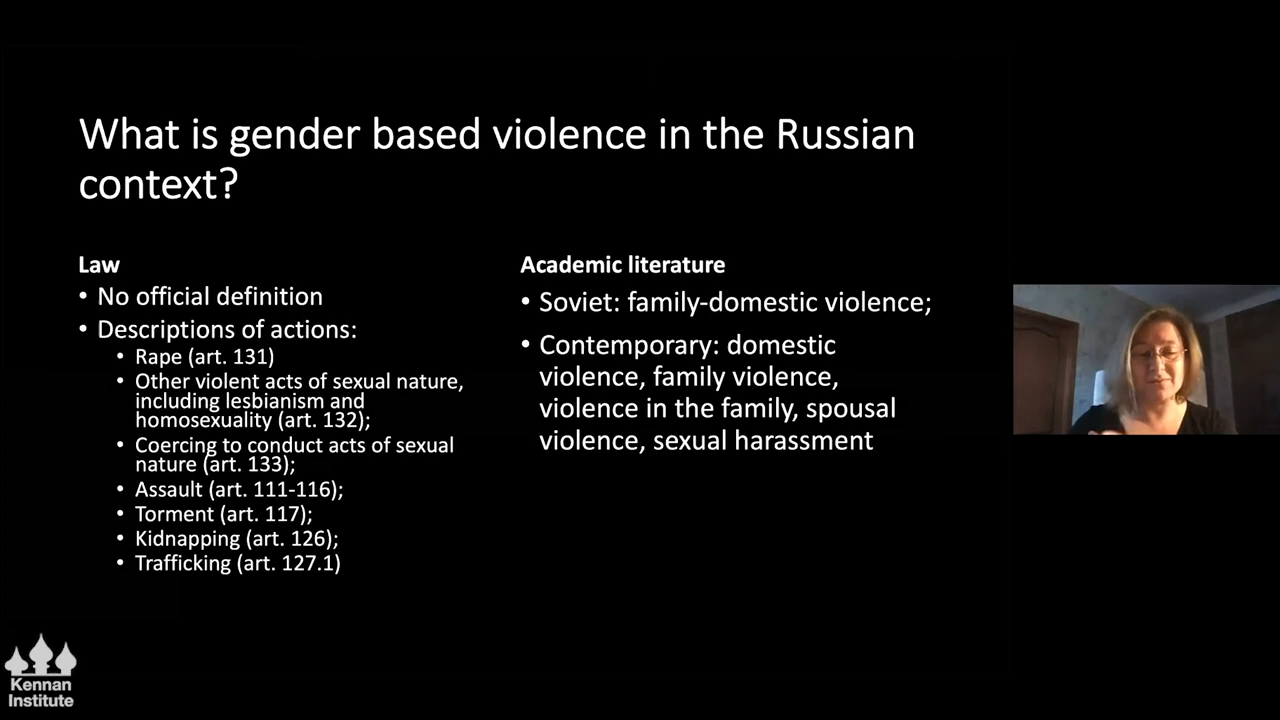 What is gender based violence in the Russian
context?
Law
• No official definition
• Descriptions of actions:
• Rape (art. 131)
• Other violent acts of sexual nature,
including lesbianism and
homosexuality (art. 132);
• Coercing to conduct acts of sexual
nature (art. 133);
• Assault (art. 111-116);
• Torment (art. 117);
• Kidnapping (art. 126);
• Trafficking (art. 127.1)
Academic literature
• Soviet: family-domestic violence;
• Contemporary: domestic
violence, family violence,
violence in the family, spousal
violence, sexual harassment
Kennan
Institute